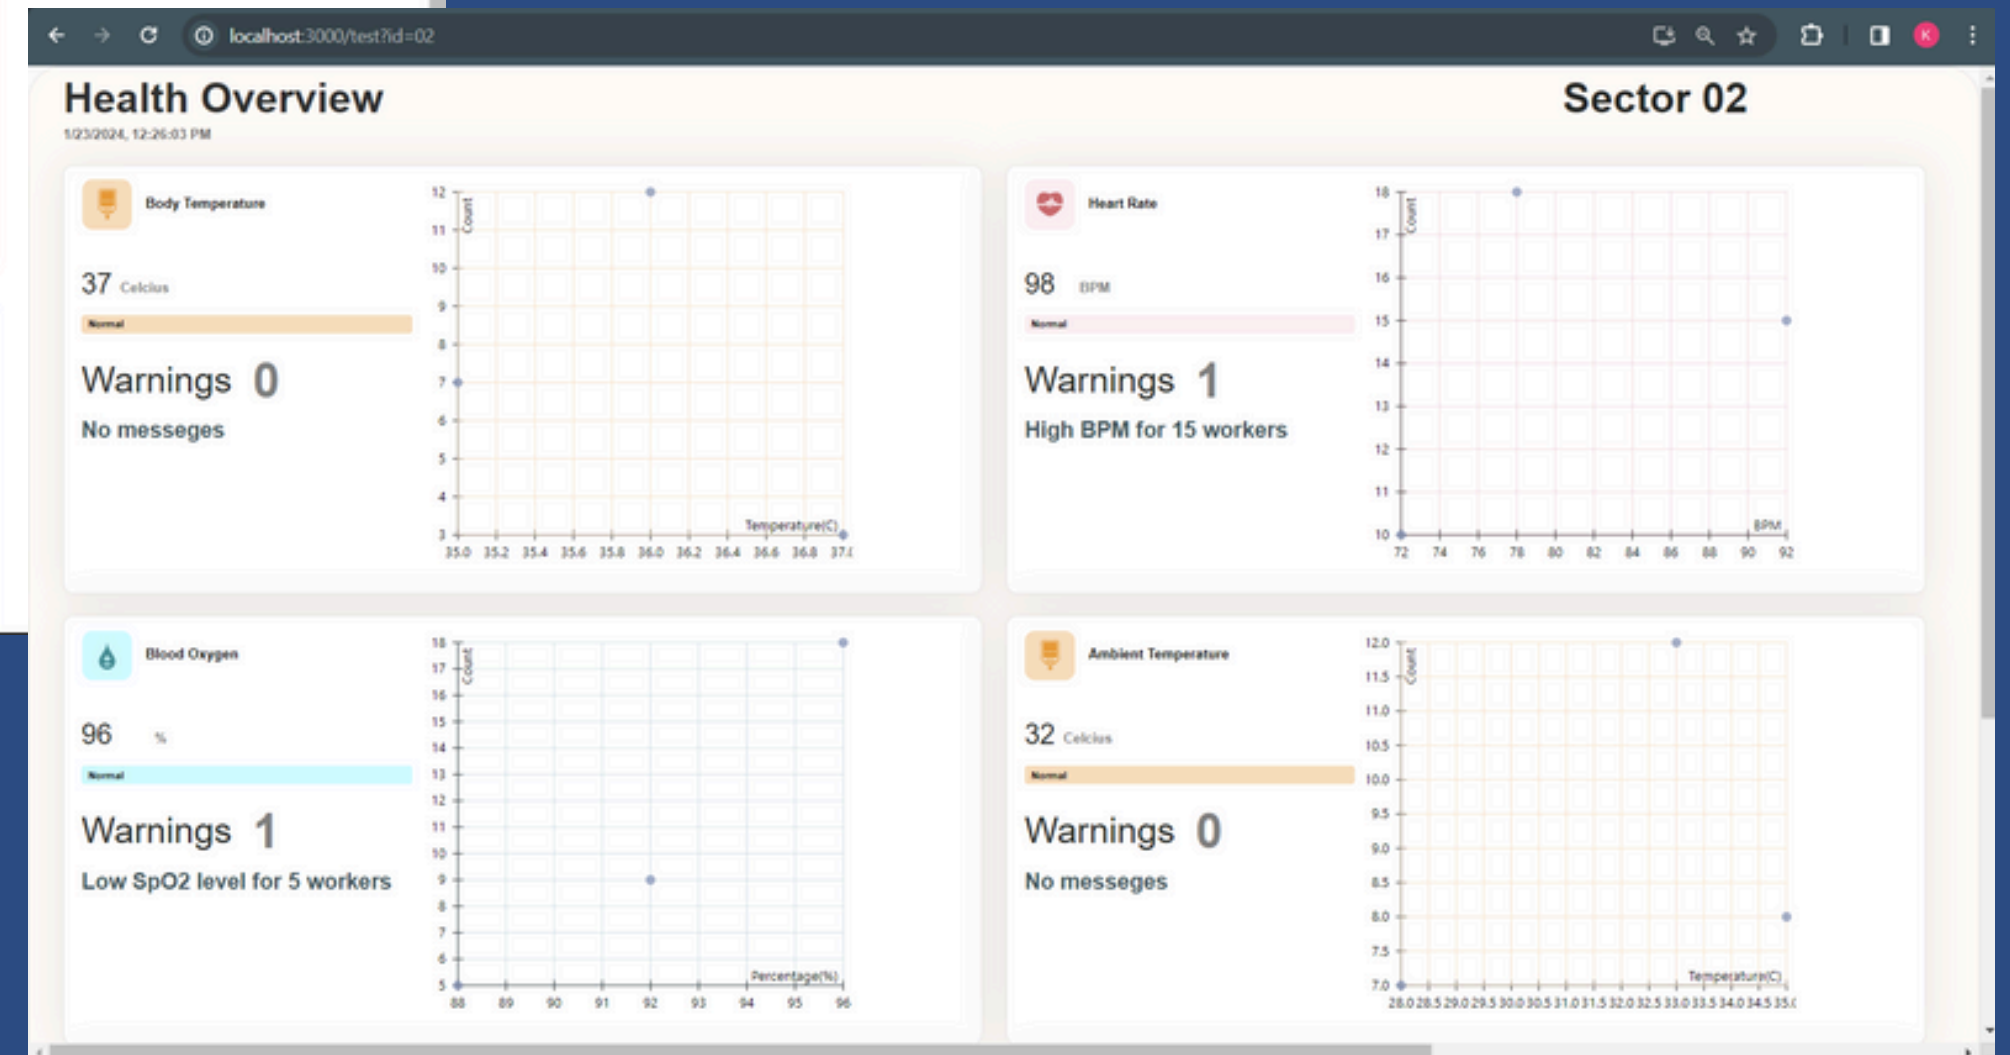 localhost:3000/test?id=02
K
Health Overview
Sector 02
1/23/2024, 12:26:03 PM
Body Temperature
37 Celcius
Normal
Warnings 0
No messeges
Count
12
11
10
9
8
7
6
5
4
3
Temperature(C)
35.0 35.2 35.4 35.6 35.8 36.0 36.2 36.4 36.6 36.8
Heart Rate
98 BPM
Normal
Warnings 1
High BPM for 15 workers
Count
18
17
16
15
14
13
12
11
10
BPM
72 74 76 78 80 82 84 86 88 90 92
Blood Oxygen
96 %
Normal
Warnings 1
Low SpO2 level for 5 workers
Count
18
17
16
15
14
13
12
11
10
9
8
7
6
5
Percentage(%)
88 89 90 91 92 93 94 95 96
Ambient Temperature
32 Celcius
Normal
Warnings 0
No messeges
Count
12.0
11.5
11.0
10.5
10.0
9.5
9.0
8.5
8.0
7.5
7.0
Temperature(C)
28.0 28.5 29.0 29.5 30.0 30.5 31.0 31.5 32.0 32.5 33.0 33.5 34.0 34.5